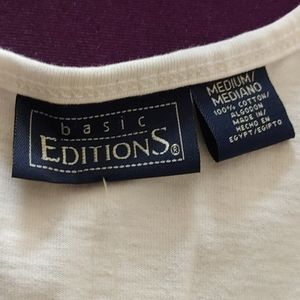 basic
EDITIONS®
MEDIUM/
MEDIANO
100% COTTON/
ALGODON
MADE IN/
HECHO EN
EGYPT/EGIPTO